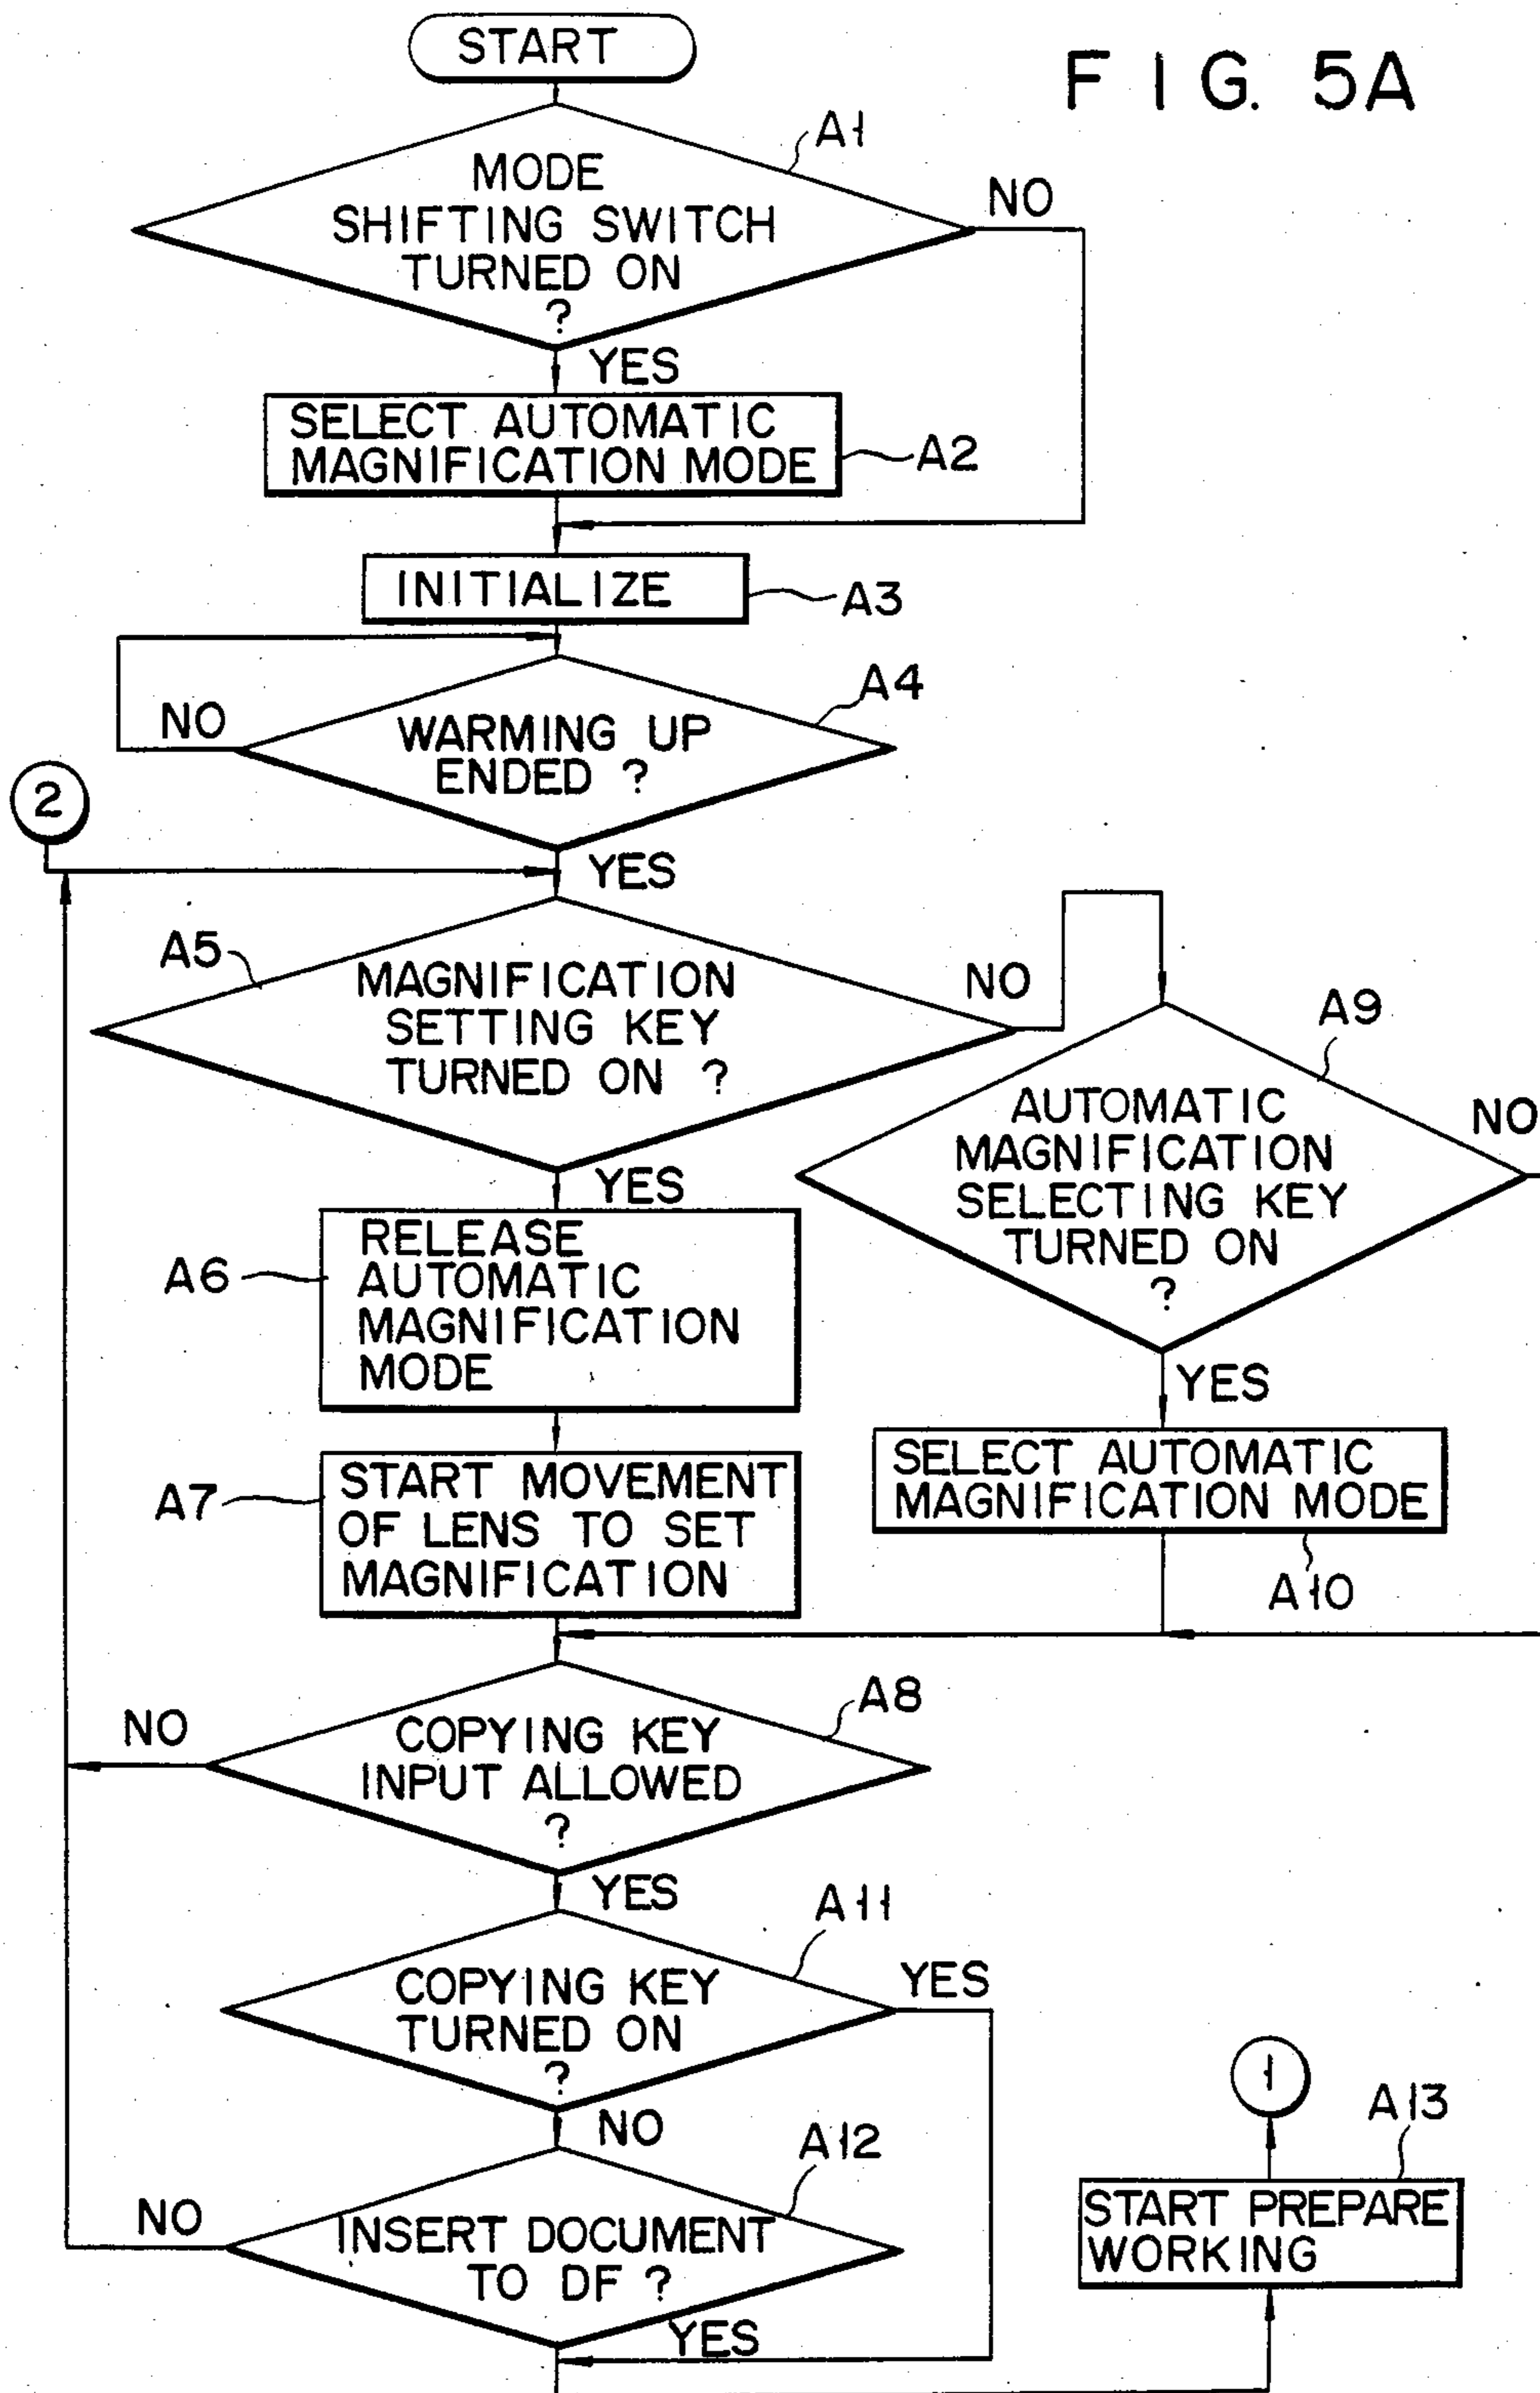 START
F I G. 5A
A1
MODE
SHIFTING SWITCH
TURNED ON
?
NO
YES
SELECT AUTOMATIC
MAGNIFICATION MODE
A2
INITIALIZE
A3
A4
NO
WARMING UP
ENDED ?
2
YES
A5
MAGNIFICATION
SETTING KEY
TURNED ON ?
NO
A9
AUTOMATIC
MAGNIFICATION
SELECTING KEY
TURNED ON
?
NO
YES
A6
RELEASE
AUTOMATIC
MAGNIFICATION
MODE
YES
A7
START MOVEMENT
OF LENS TO SET
MAGNIFICATION
SELECT AUTOMATIC
MAGNIFICATION MODE
A10
A8
NO
COPYING KEY
INPUT ALLOWED
?
YES
A11
COPYING KEY
TURNED ON
?
YES
NO
A12
NO
INSERT DOCUMENT
TO DF ?
YES
1
A13
START PREPARE
WORKING